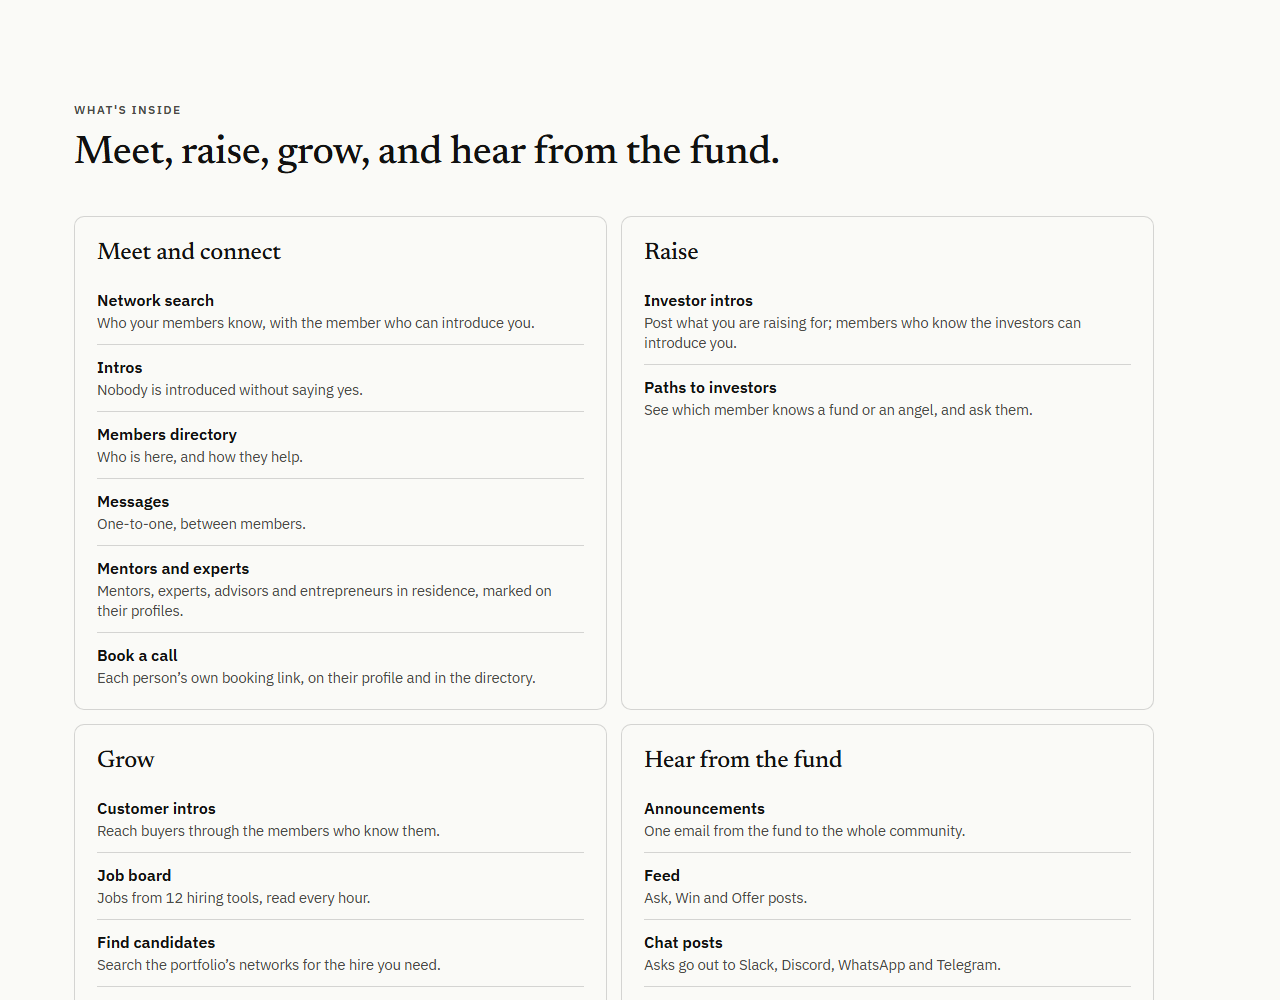 WHAT'S INSIDE
Meet, raise, grow, and hear from the fund.
Meet and connect
Network search
Who your members know, with the member who can introduce you.
Intros
Nobody is introduced without saying yes.
Members directory
Who is here, and how they help.
Messages
One-to-one, between members.
Mentors and experts
Mentors, experts, advisors and entrepreneurs in residence, marked on
their profiles.
Book a call
Each person’s own booking link, on their profile and in the directory.
Raise
Investor intros
Post what you are raising for; members who know the investors can
introduce you.
Paths to investors
See which member knows a fund or an angel, and ask them.
Grow
Customer intros
Reach buyers through the members who know them.
Job board
Jobs from 12 hiring tools, read every hour.
Find candidates
Search the portfolio’s networks for the hire you need.
Hear from the fund
Announcements
One email from the fund to the whole community.
Feed
Ask, Win and Offer posts.
Chat posts
Asks go out to Slack, Discord, WhatsApp and Telegram.